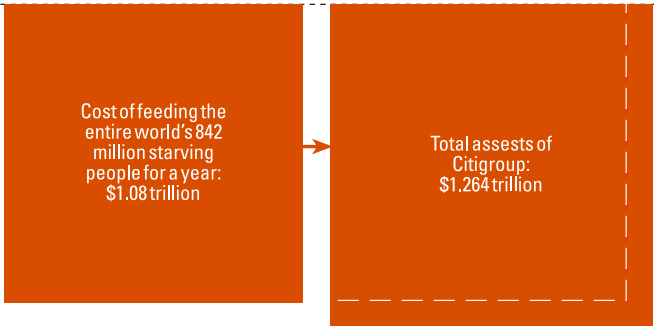 Cost of feeding the
entire world's 842
million starving
people for a year:
$1.08 trillion
Total assests of
Citigroup:
$1.264 trillion